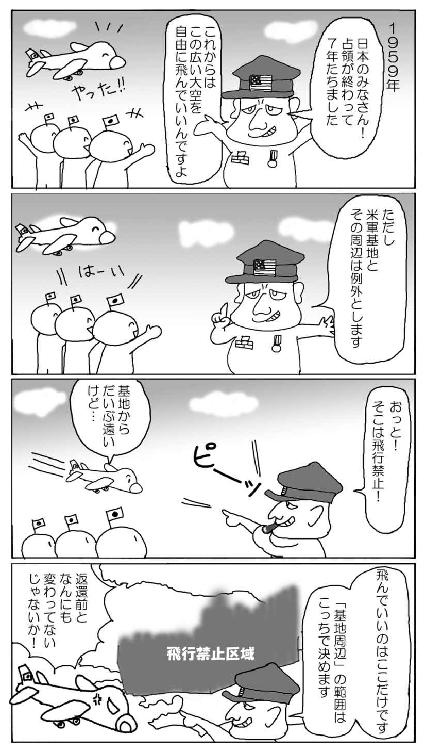 1959年
日本のみなさん!
占領が終わって
7年たちました
これからは
この広い大空を
自由に飛んでいいんですよ
やった!!
ただし
米軍基地と
その周辺は例外とします
はーい
おっと!
そこは飛行禁止!
ピーッ
基地から
だいぶ遠い
けど…
飛んでいいのはここだけです
「基地周辺」の範囲は
こっちで決めます
飛行禁止区域
返還前と
なんにも
変わってない
じゃないか!